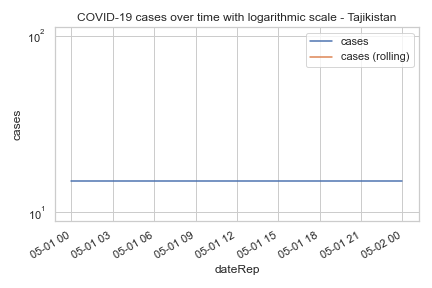 COVID-19 cases over time with logarithmic scale - Tajikistan
cases
cases (rolling)
10²
cases
10¹
05-01 00
05-01 03
05-01 06
05-01 09
05-01 12
05-01 15
05-01 18
05-01 21
05-02 00
dateRep